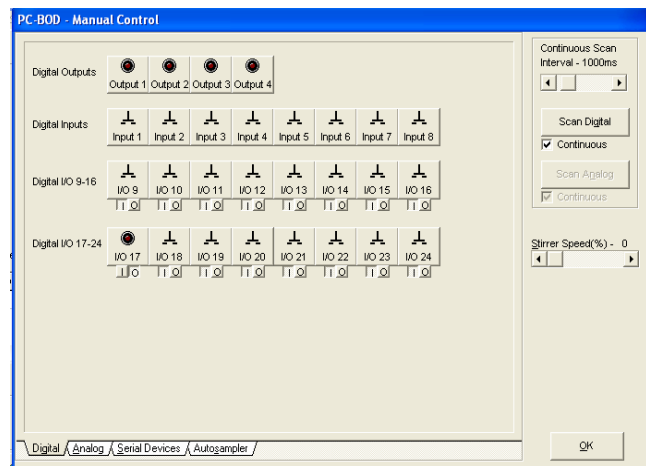 PC-BOD - Manual Control
Digital Outputs
Output 1 Output 2 Output 3 Output 4
Digital Inputs
Input 1 Input 2 Input 3 Input 4 Input 5 Input 6 Input 7 Input 8
Digital I/O 9-16
I/O 9 I/O 10 I/O 11 I/O 12 I/O 13 I/O 14 I/O 15 I/O 16
I O I O I O I O I O I O I O I O
Digital I/O 17-24
I/O 17 I/O 18 I/O 19 I/O 20 I/O 21 I/O 22 I/O 23 I/O 24
I O I O I O I O I O I O I O I O
Digital Analog Serial Devices Autosampler
Continuous Scan
Interval - 1000ms
Scan Digital
Continuous
Scan Analog
Continuous
Stirrer Speed(%) - 0
OK